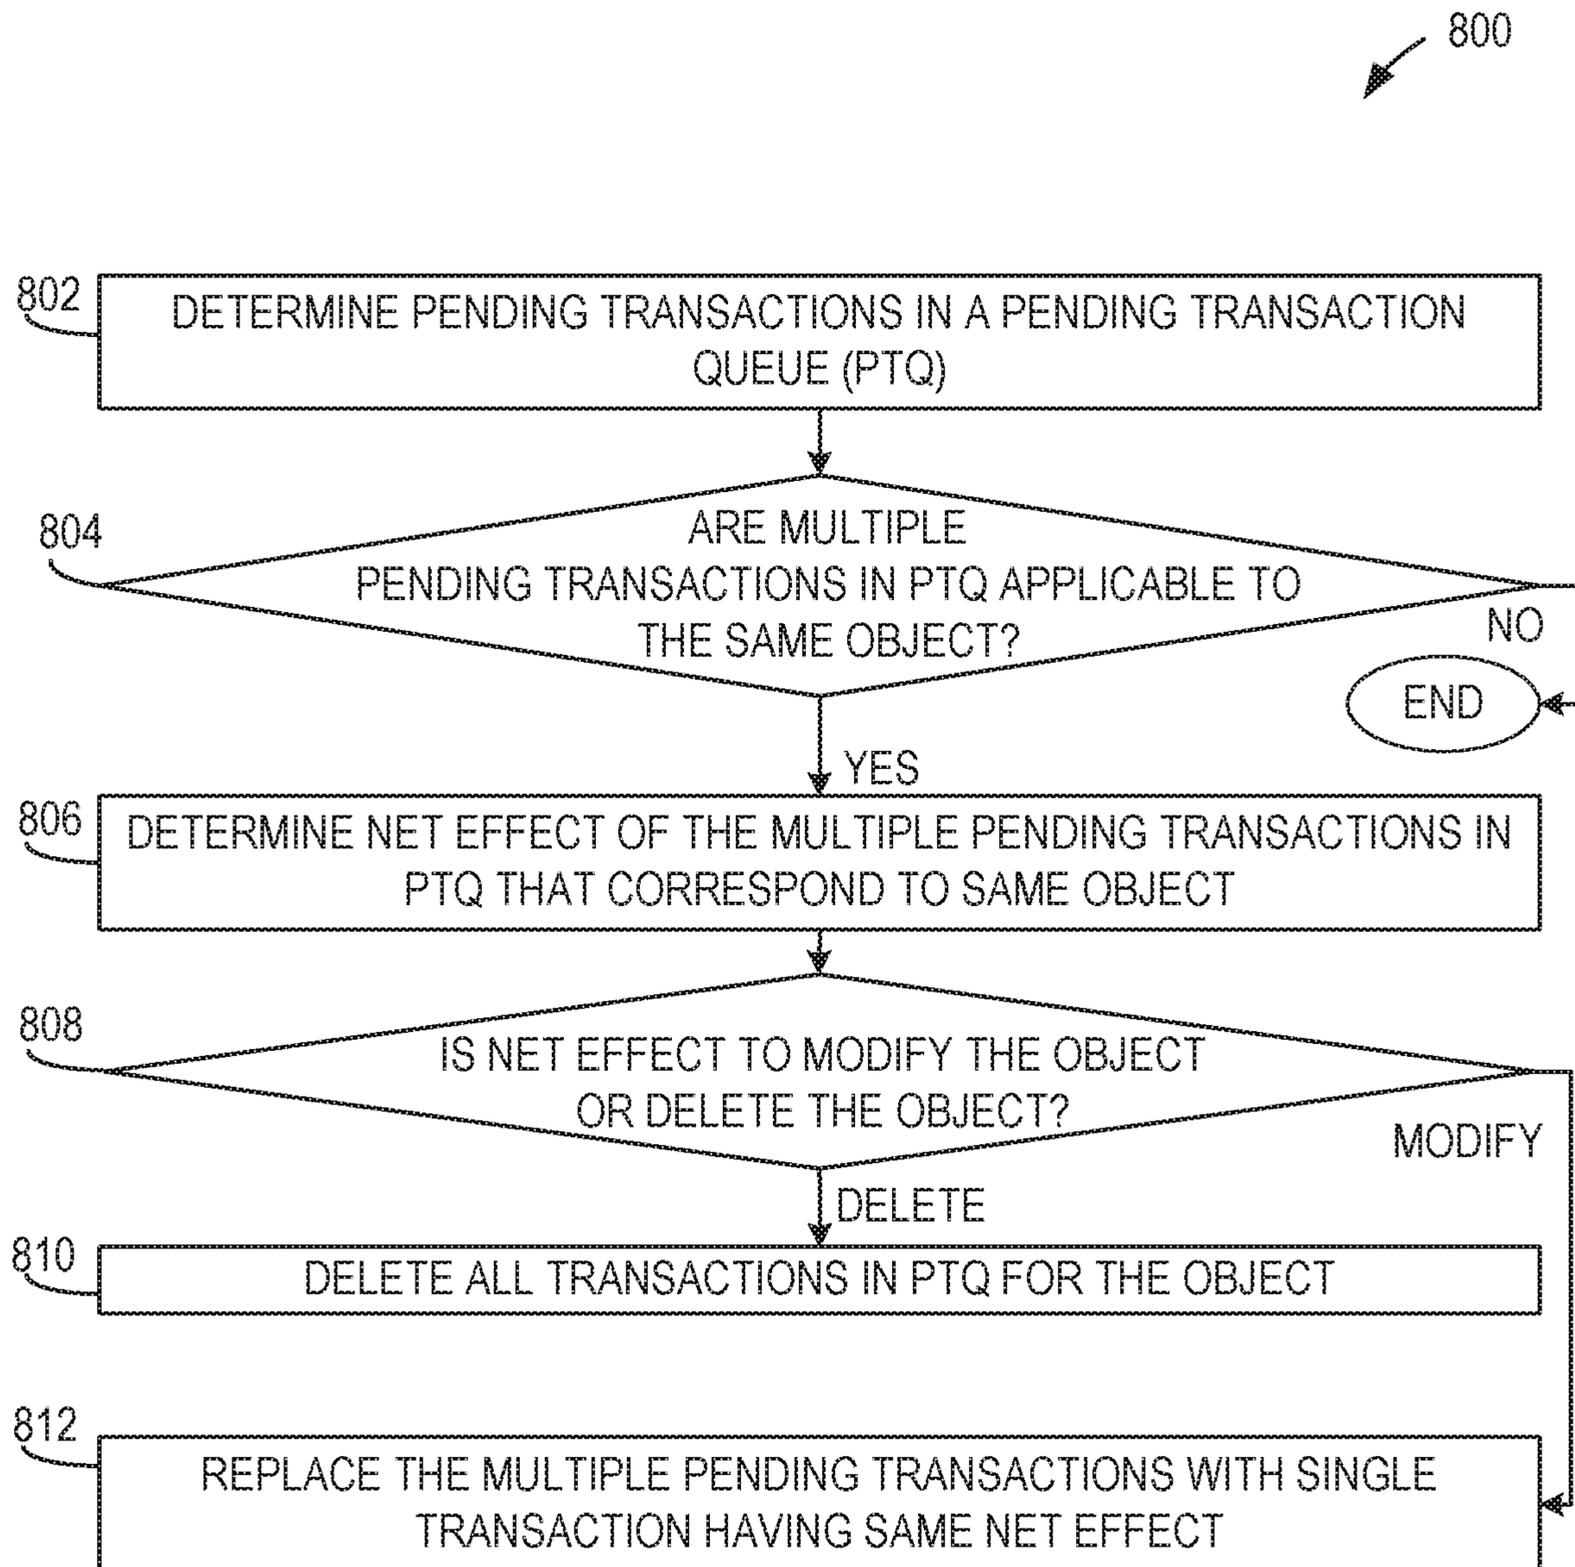 800
802
DETERMINE PENDING TRANSACTIONS IN A PENDING TRANSACTION
QUEUE (PTQ)
804
ARE MULTIPLE
PENDING TRANSACTIONS IN PTQ APPLICABLE TO
THE SAME OBJECT?
NO
END
YES
806
DETERMINE NET EFFECT OF THE MULTIPLE PENDING TRANSACTIONS IN
PTQ THAT CORRESPOND TO SAME OBJECT
808
IS NET EFFECT TO MODIFY THE OBJECT
OR DELETE THE OBJECT?
MODIFY
DELETE
810
DELETE ALL TRANSACTIONS IN PTQ FOR THE OBJECT
812
REPLACE THE MULTIPLE PENDING TRANSACTIONS WITH SINGLE
TRANSACTION HAVING SAME NET EFFECT